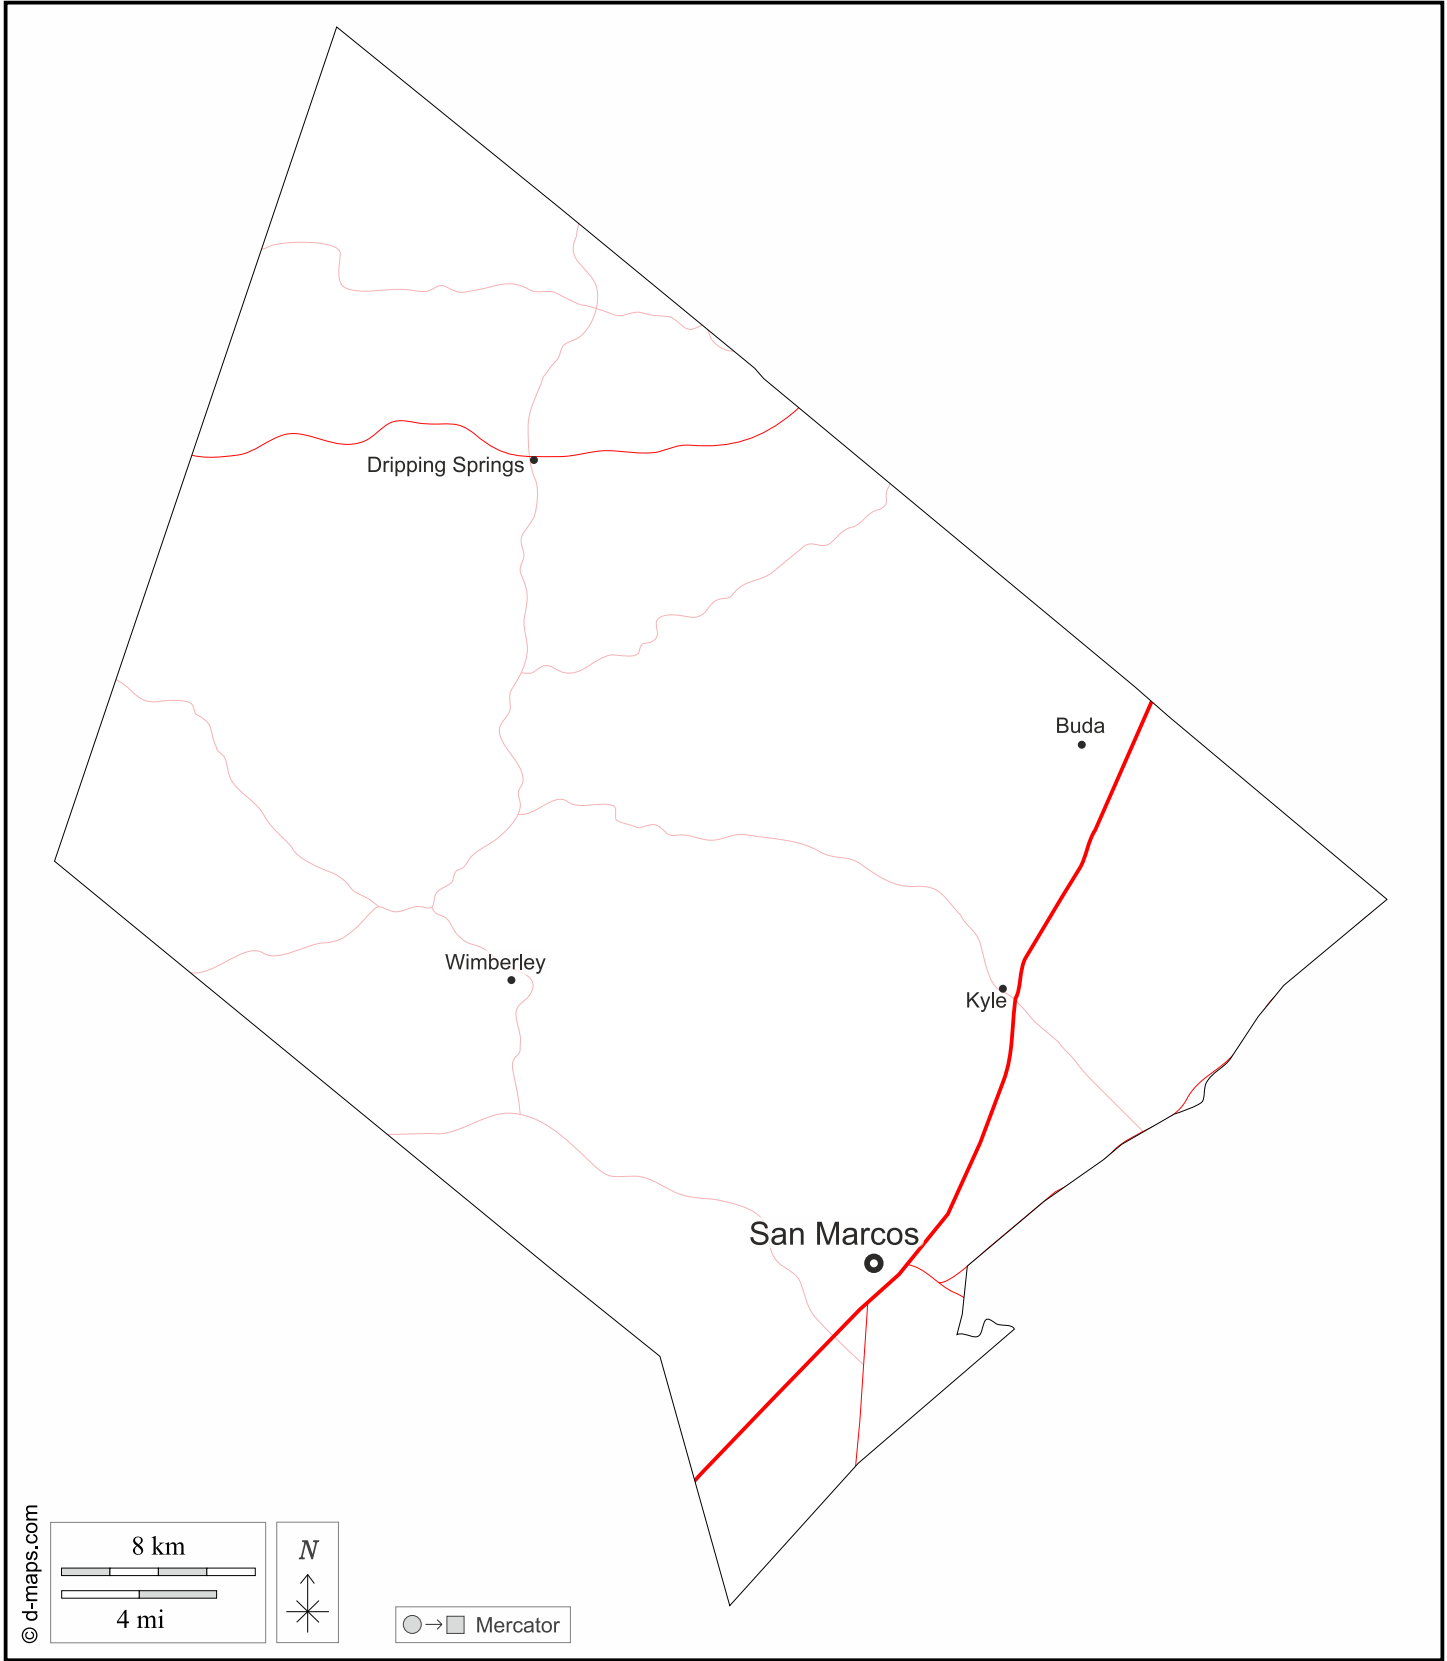 Dripping Springs
Buda
Wimberley
Kyle
San Marcos
© d-maps.com
8 km
4 mi
N
Mercator